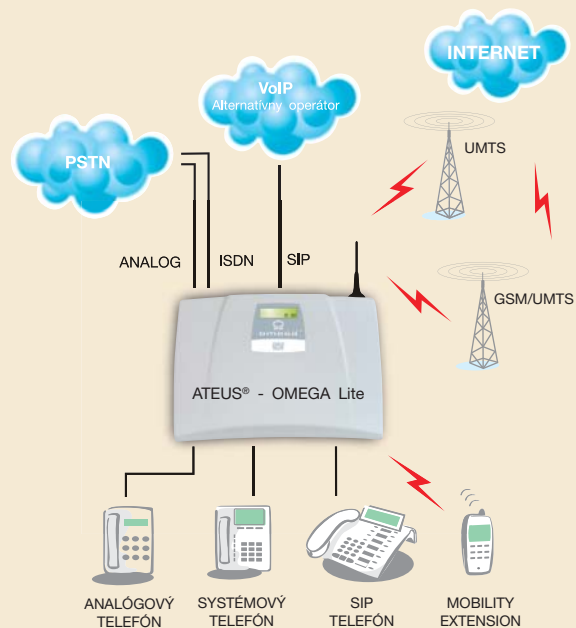 INTERNET
VoIP
Alternatívny operátor
UMTS
PSTN
ANALOG
ISDN
SIP
GSM/UMTS
omega
ATEUS® - OMEGA Lite
ANALÓGOVÝ
TELEFÓN
SYSTÉMOVÝ
TELEFÓN
SIP
TELEFÓN
MOBILITY
EXTENSION